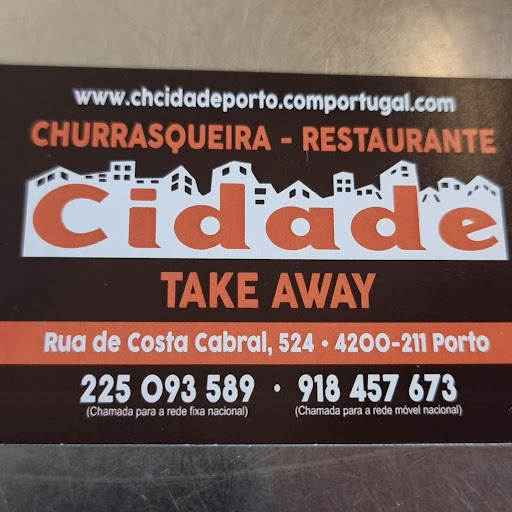 www.chcidadeporto.comportugal.com
CHURRASQUEIRA - RESTAURANTE
Cidade
TAKE AWAY
Rua de Costa Cabral, 524 • 4200-211 Porto
225 093 589 • 918 457 673
(Chamada para a rede fixa nacional) (Chamada para a rede móvel nacional)